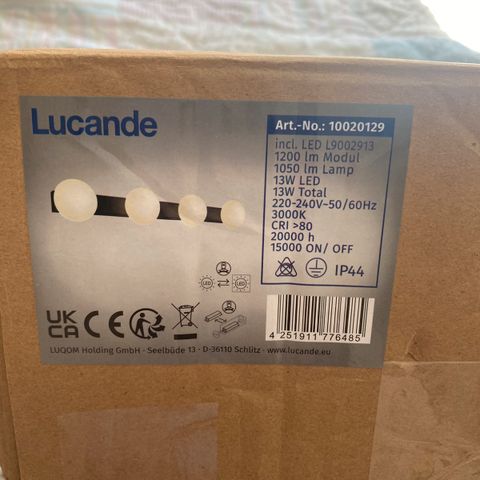 Lucande
Art.-No.: 10020129
incl. LED L9002913
1200 lm Modul
1050 lm Lamp
13W LED
13W Total
220-240V~50/60Hz
3000K
CRI >80
20000 h
15000 ON/ OFF
IP44
LED
LED
UK
CA
CE
4 251911 776485
LUQOM Holding GmbH · Seelbüde 13 · D-36110 Schlitz · www.lucande.eu